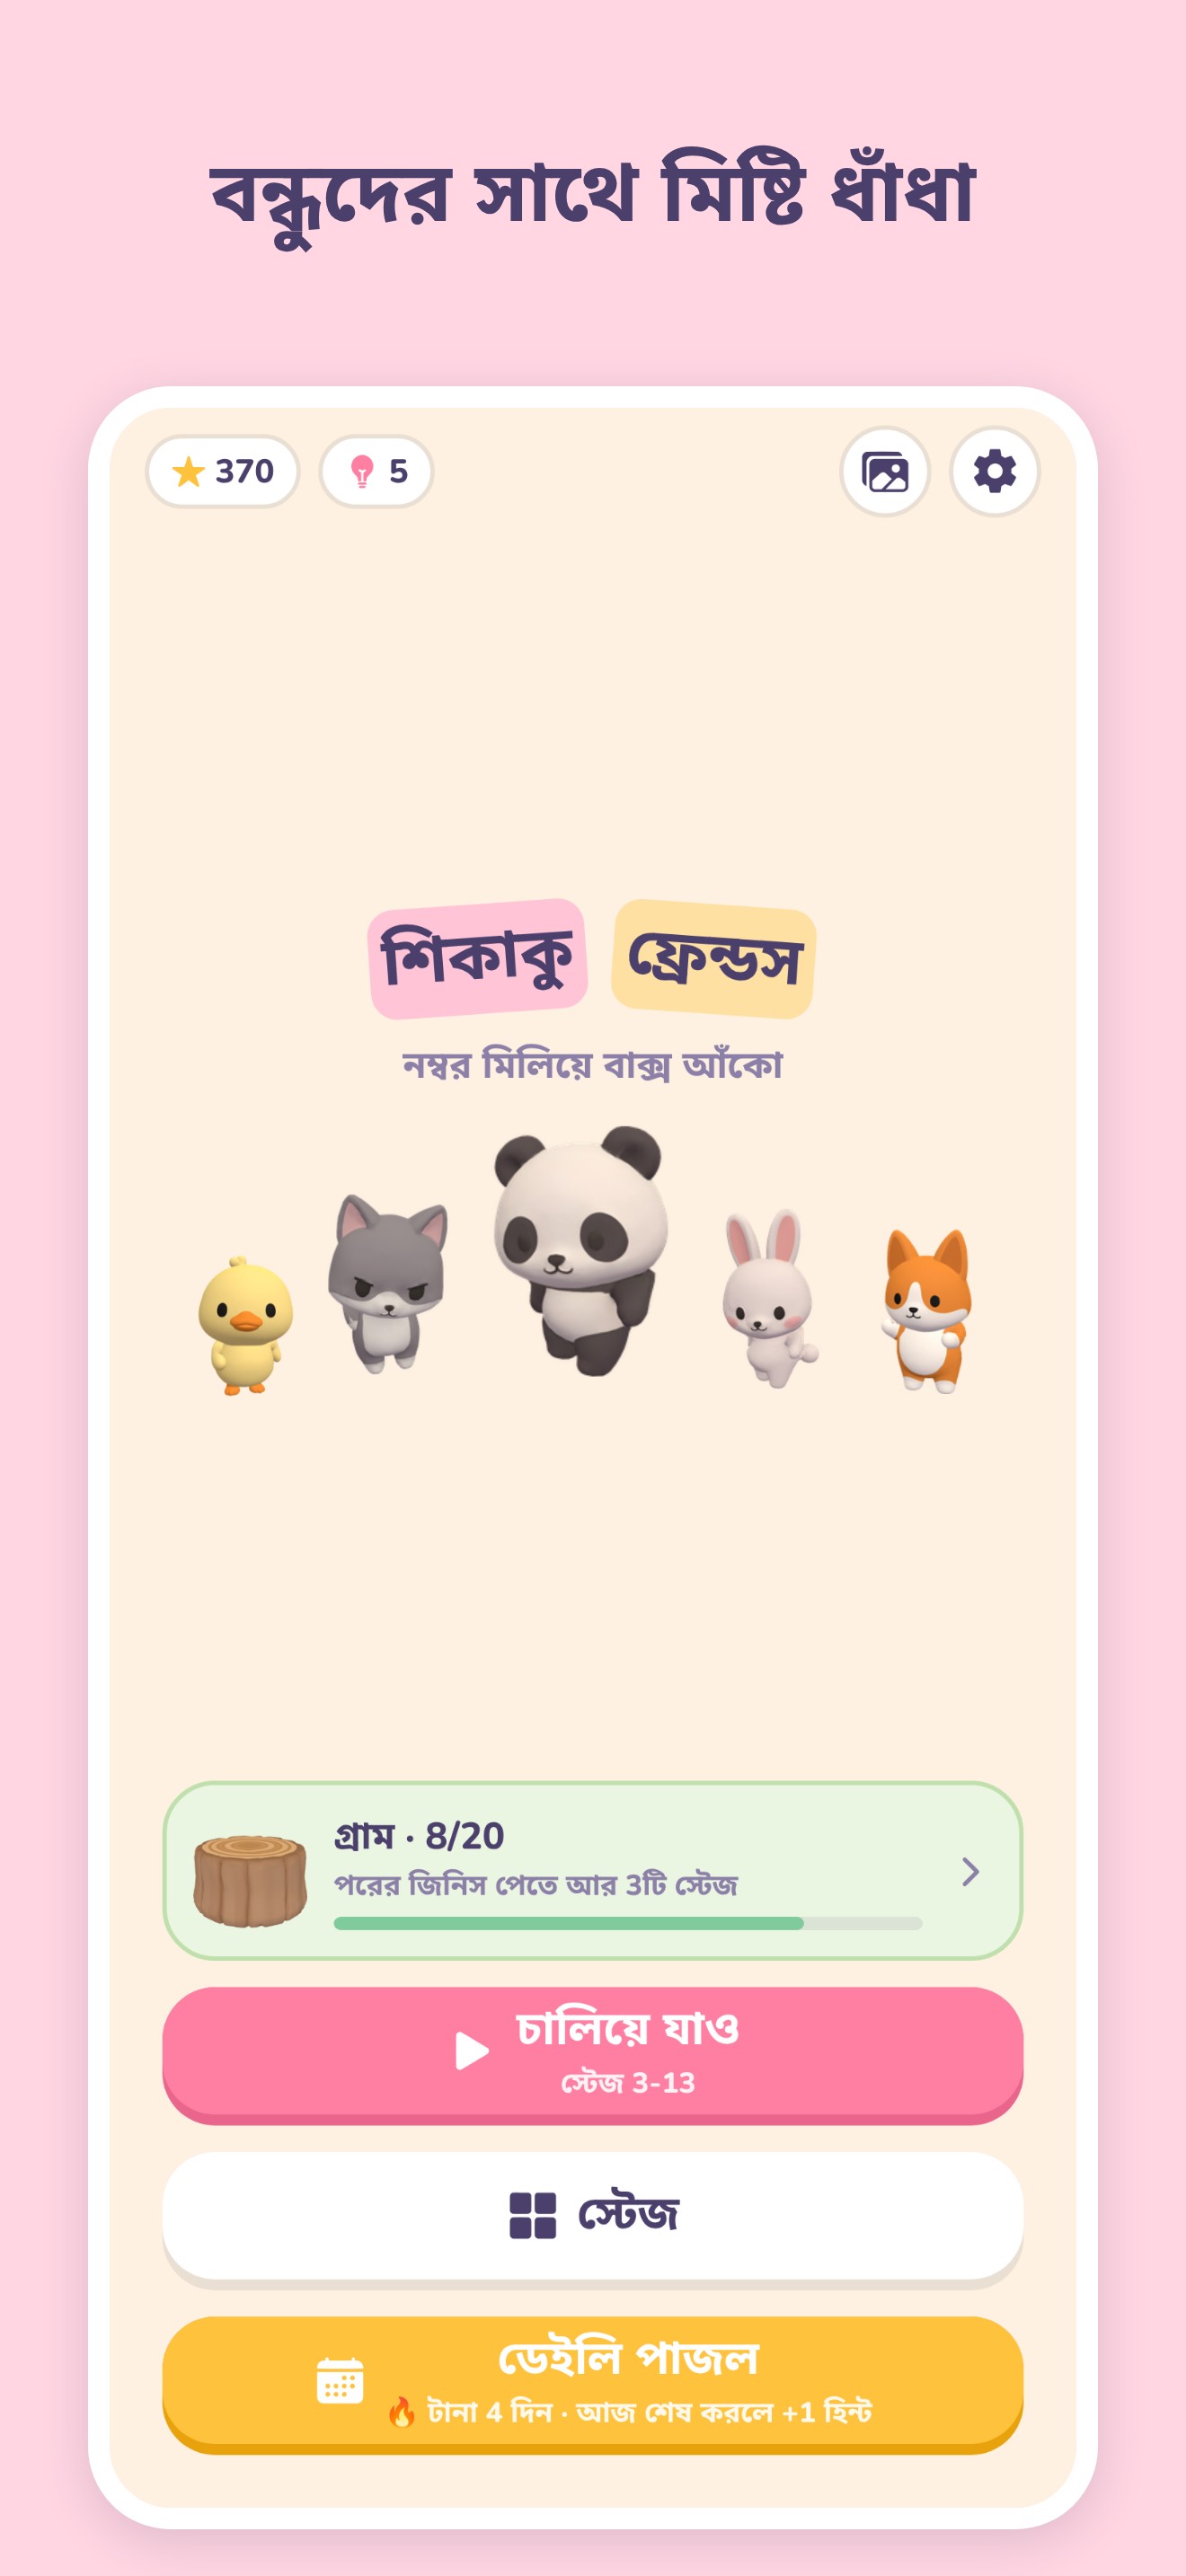 বন্ধুদের সাথে মিষ্টি ধাঁধা
370
5
শিকাকু ফ্রেন্ডস
নম্বর মিলিয়ে বাক্স আঁকো
গ্রাম · 8/20
পরের জিনিস পেতে আর 3টি স্টেজ
চালিয়ে যাও
স্টেজ 3-13
স্টেজ
ডেইলি পাজল
🔥 টানা 4 দিন · আজ শেষ করলে +1 হিন্ট